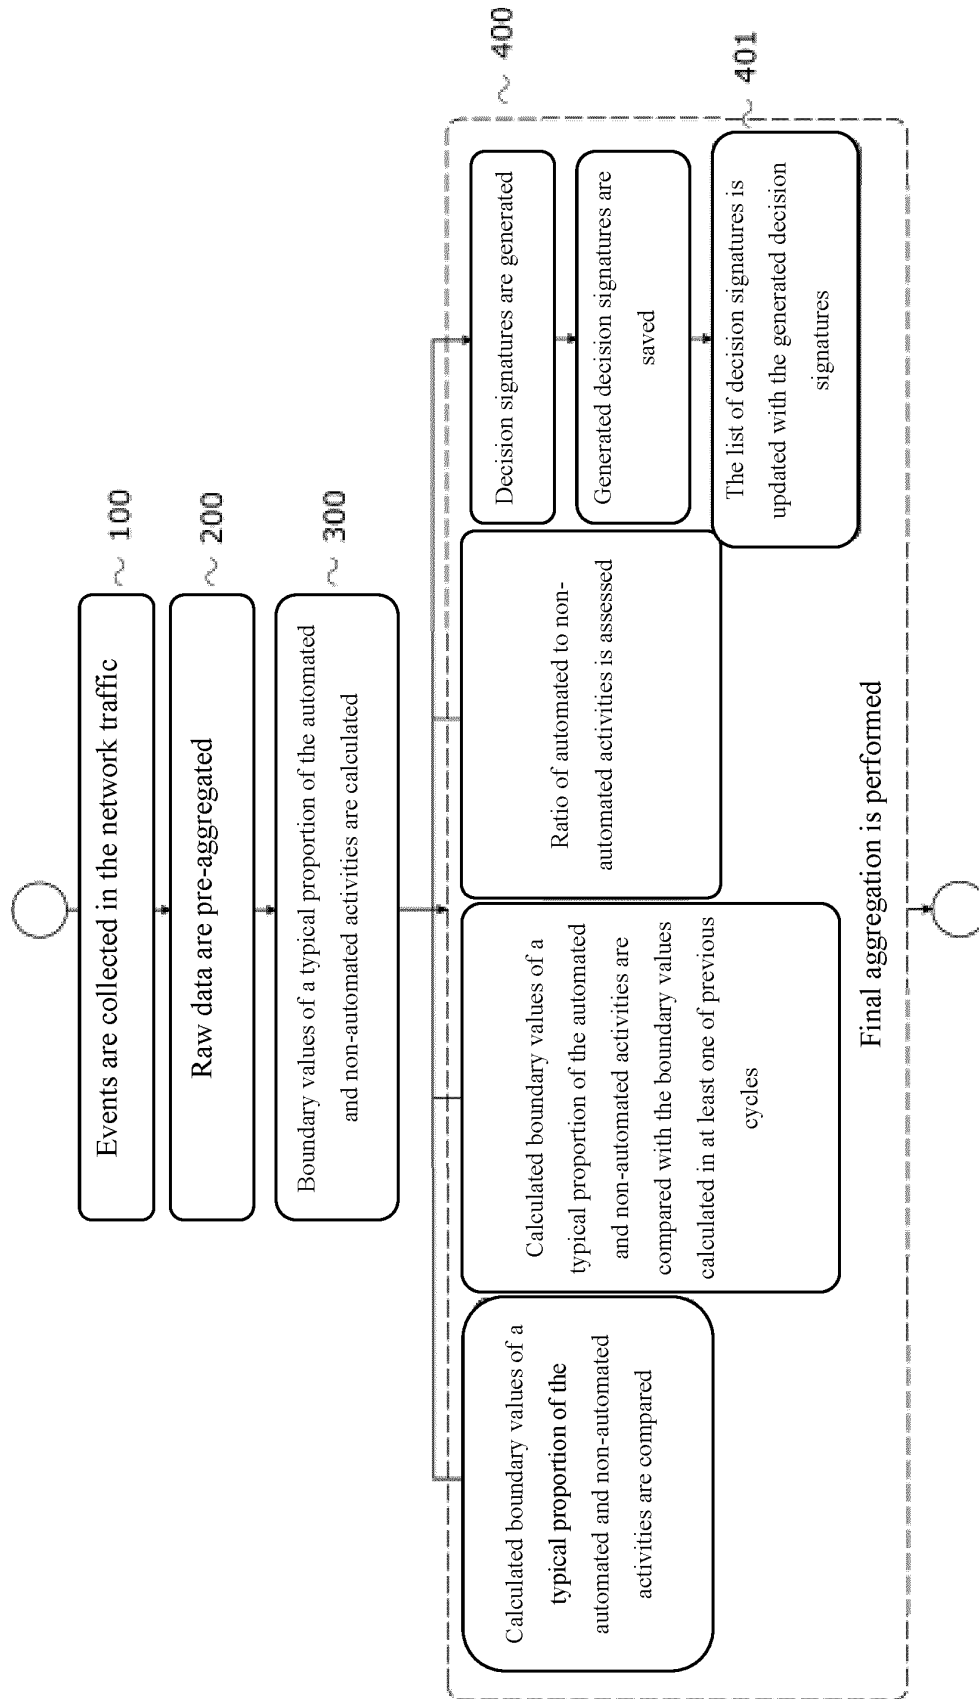 Events are collected in the network traffic
~ 100
Raw data are pre-aggregated
~ 200
Boundary values of a typical proportion of the automated
and non-automated activities are calculated
~ 300
~ 400
Calculated boundary values of a
typical proportion of the
automated and non-automated
activities are compared
Calculated boundary values of a
typical proportion of the automated
and non-automated activities are
compared with the boundary values
calculated in at least one of previous
cycles
Ratio of automated to non-
automated activities is assessed
Decision signatures are generated
Generated decision signatures are
saved
The list of decision signatures is
updated with the generated decision
signatures
~ 401
Final aggregation is performed